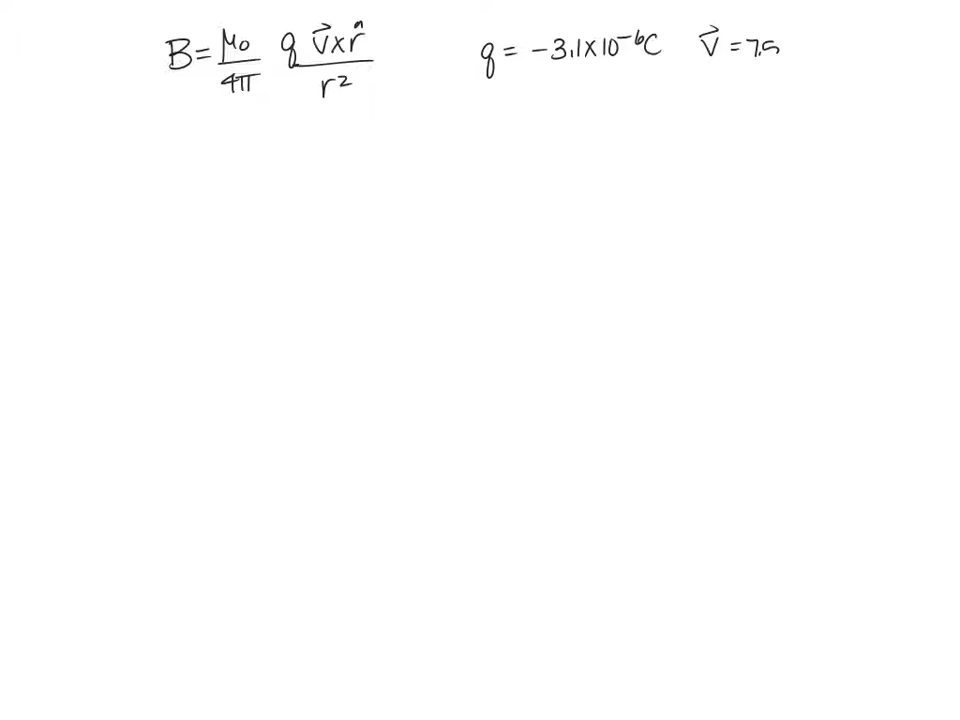 B = μ₀/4π q v⃗ × r̂ / r² q = -3.1×10⁻⁶C v⃗ = 7.5